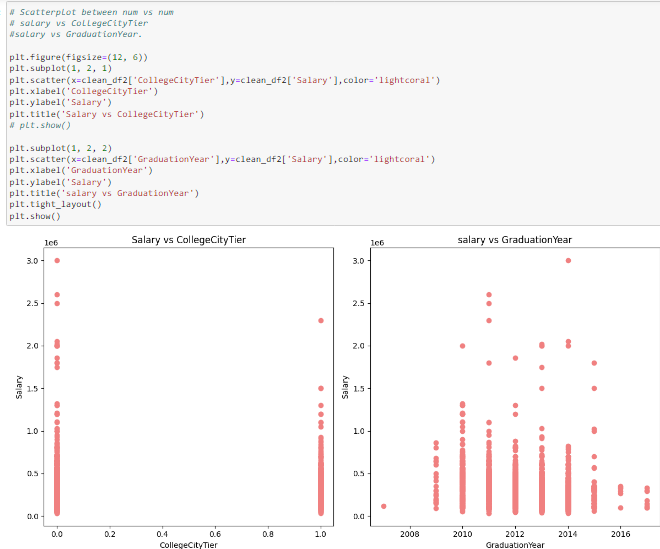 # Scatterplot between num vs num
# salary vs CollegeCityTier
#salary vs GraduationYear.
plt.figure(figsize=(12, 6))
plt.subplot(1, 2, 1)
plt.scatter(x=clean_df2['CollegeCityTier'],y=clean_df2['Salary'],color='lightcoral')
plt.xlabel('CollegeCityTier')
plt.ylabel('Salary')
plt.title('Salary vs CollegeCityTier')
# plt.show()
plt.subplot(1, 2, 2)
plt.scatter(x=clean_df2['GraduationYear'],y=clean_df2['Salary'],color='lightcoral')
plt.xlabel('GraduationYear')
plt.ylabel('Salary')
plt.title('salary vs GraduationYear')
plt.tight_layout()
plt.show()
Salary vs CollegeCityTier
1e6
3.0
2.5
2.0
1.5
1.0
0.5
0.0
Salary
0.0 0.2 0.4 0.6 0.8 1.0
CollegeCityTier
salary vs GraduationYear
1e6
3.0
2.5
2.0
1.5
1.0
0.5
0.0
Salary
2008 2010 2012 2014 2016
GraduationYear